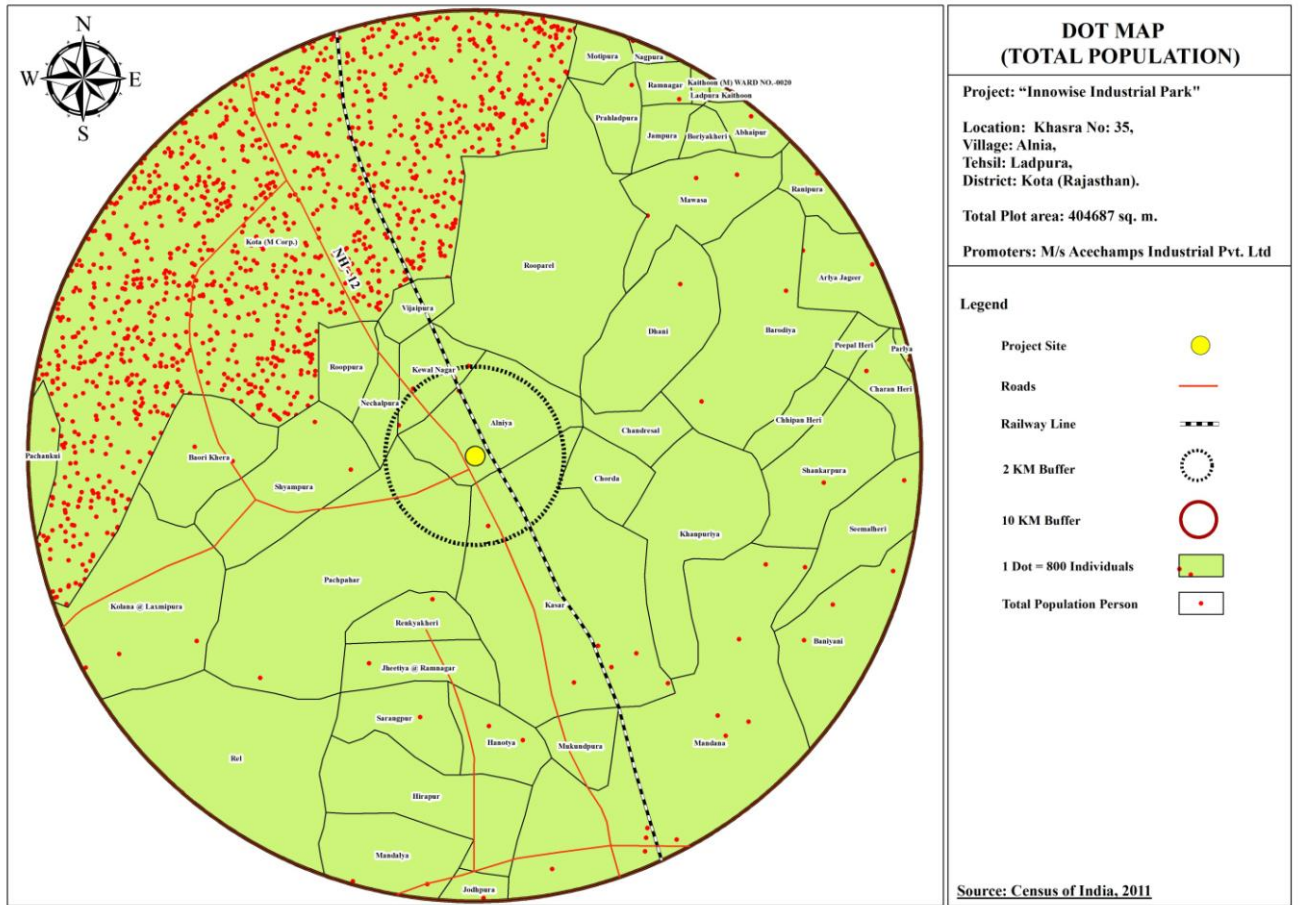 N
W
E
S
Motipura
Nagpura
Ramnagar
Kaithoon (M) WARD NO.-0020
Ladpura Kaithoon
Prahladpura
Jampura
Boriyakheri
Abhaipur
Ranipura
Mawasa
Kota (M Corp.)
NH-12
Rooparel
Arlya Jageer
Vijaipura
Dhani
Barodiya
Peepal Heri
Parlya
Rooppura
Kewal Nagar
Charan Heri
Nechalpura
Alniya
Chhipan Heri
Chandresal
Pachankui
Baori Khera
Shyampura
Chorda
Shankarpura
Khanpuriya
Seemalheri
Pachpahar
Kolana @ Laxmipura
Kasar
Renkyakheri
Baniyani
Jheetiya @ Ramnagar
Sarangpur
Hanotya
Mukundpura
Mandana
Rel
Hirapur
Mandalya
Jodhpura
DOT MAP
(TOTAL POPULATION)
Project: “Innowise Industrial Park"
Location: Khasra No: 35,
Village: Alnia,
Tehsil: Ladpura,
District: Kota (Rajasthan).
Total Plot area: 404687 sq. m.
Promoters: M/s Acechamps Industrial Pvt. Ltd
Legend
Project Site
Roads
Railway Line
2 KM Buffer
10 KM Buffer
1 Dot = 800 Individuals
Total Population Person
Source: Census of India, 2011